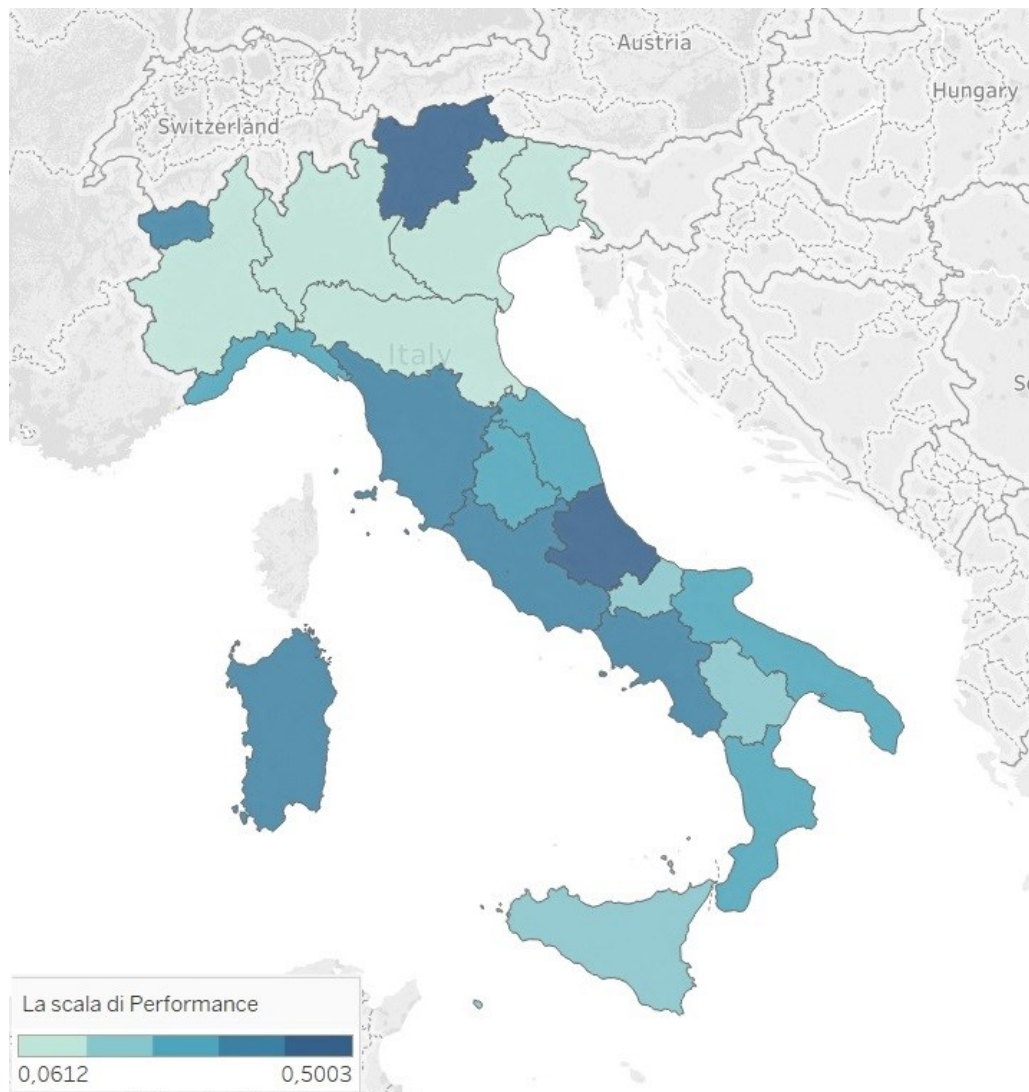 Austria
Hungary
Switzerland
Italy
La scala di Performance
0,0612 0,5003